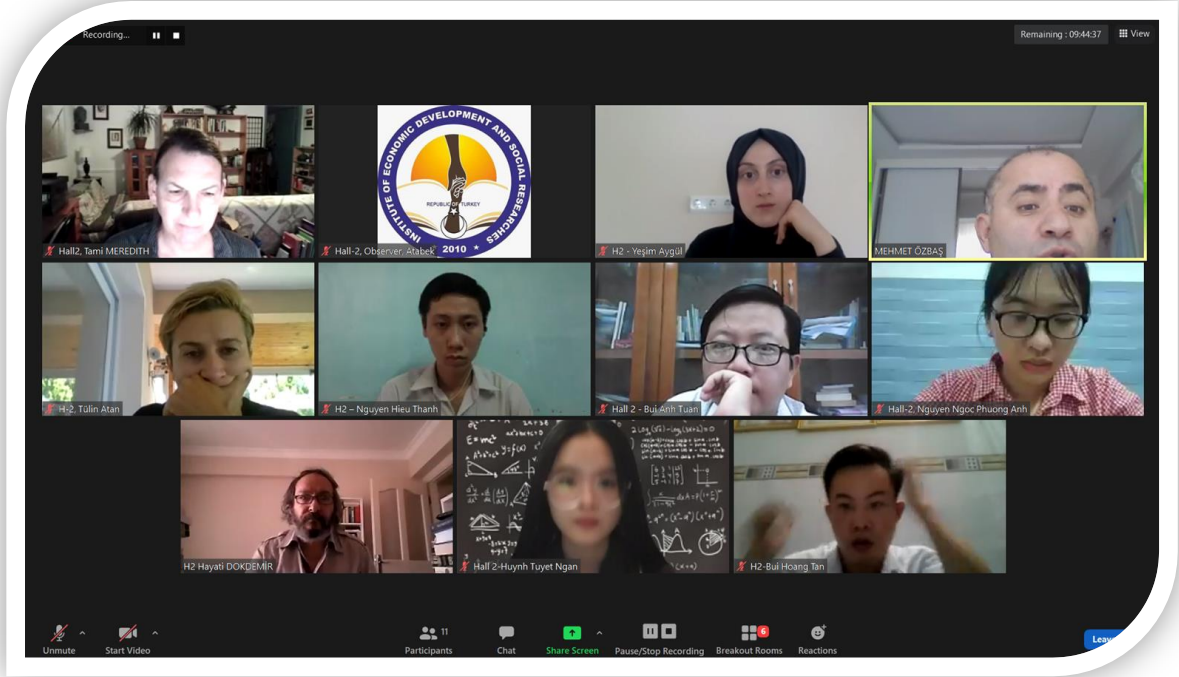 Recording...
Remaining : 09:44:37
View
INSTITUTE OF ECONOMIC DEVELOPMENT AND SOCIAL RESEARCHES
REPUBLIC OF TURKEY
2010 *
Hall2, Tami MEREDITH
Hall-2, Observer, Atabek
H2 - Yeşim Aygül
MEHMET ÖZBAŞ
H-2, Tülin Atan
H2 – Nguyen Hieu Thanh
Hall 2 - Bui Anh Tuan
Hall-2, Nguyen Ngoc Phuong Anh
E=mc²
H2 Hayati DOKDEMİR
Hall 2-Huynh Tuyet Ngan
H2-Bui Hoang Tan
11
6
Unmute
Start Video
Participants
Chat
Share Screen
Pause/Stop Recording
Breakout Rooms
Reactions